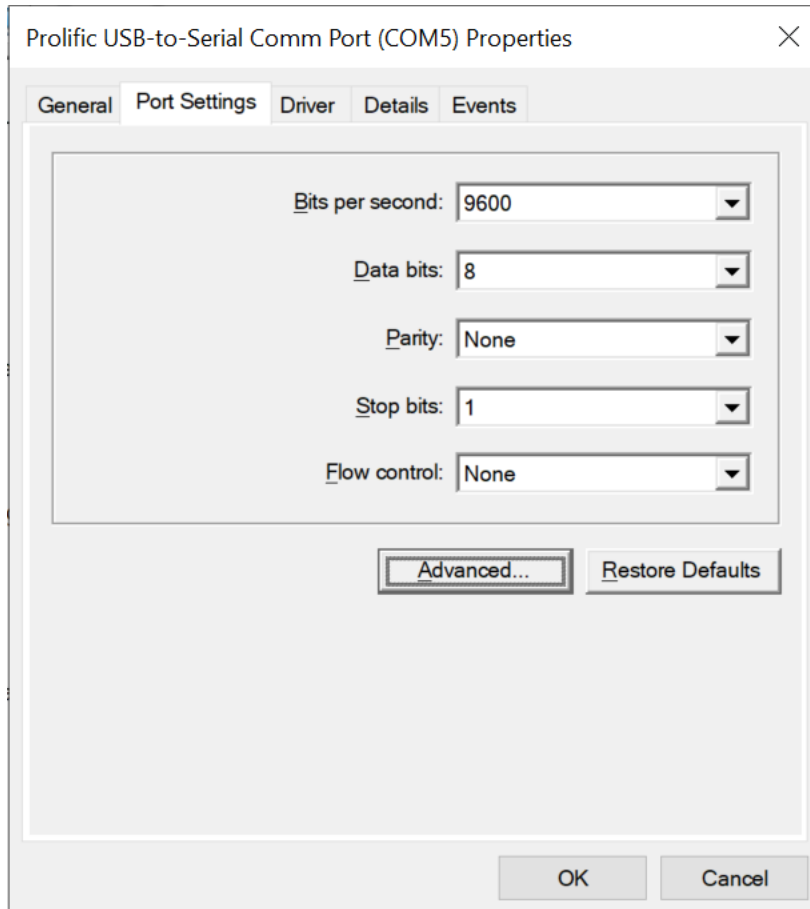 Prolific USB-to-Serial Comm Port (COM5) Properties
General Port Settings Driver Details Events
Bits per second: 9600
Data bits: 8
Parity: None
Stop bits: 1
Flow control: None
Advanced... Restore Defaults
OK Cancel